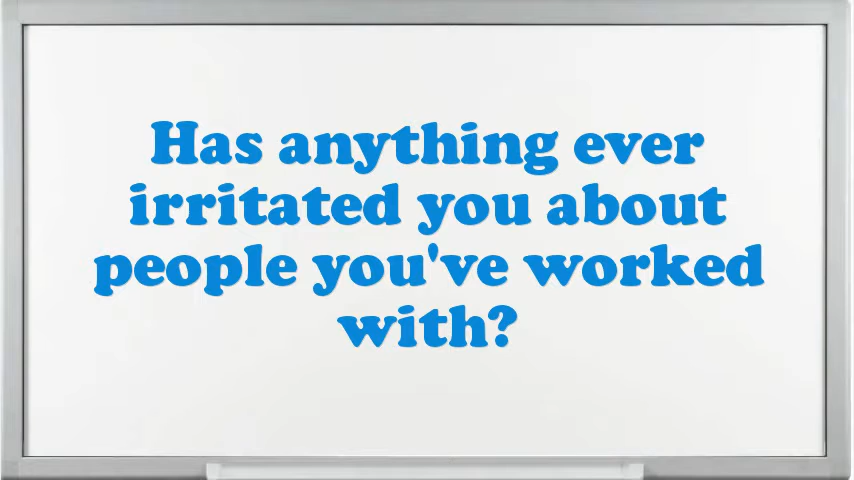 Has anything ever
irritated you about
people you've worked
with?